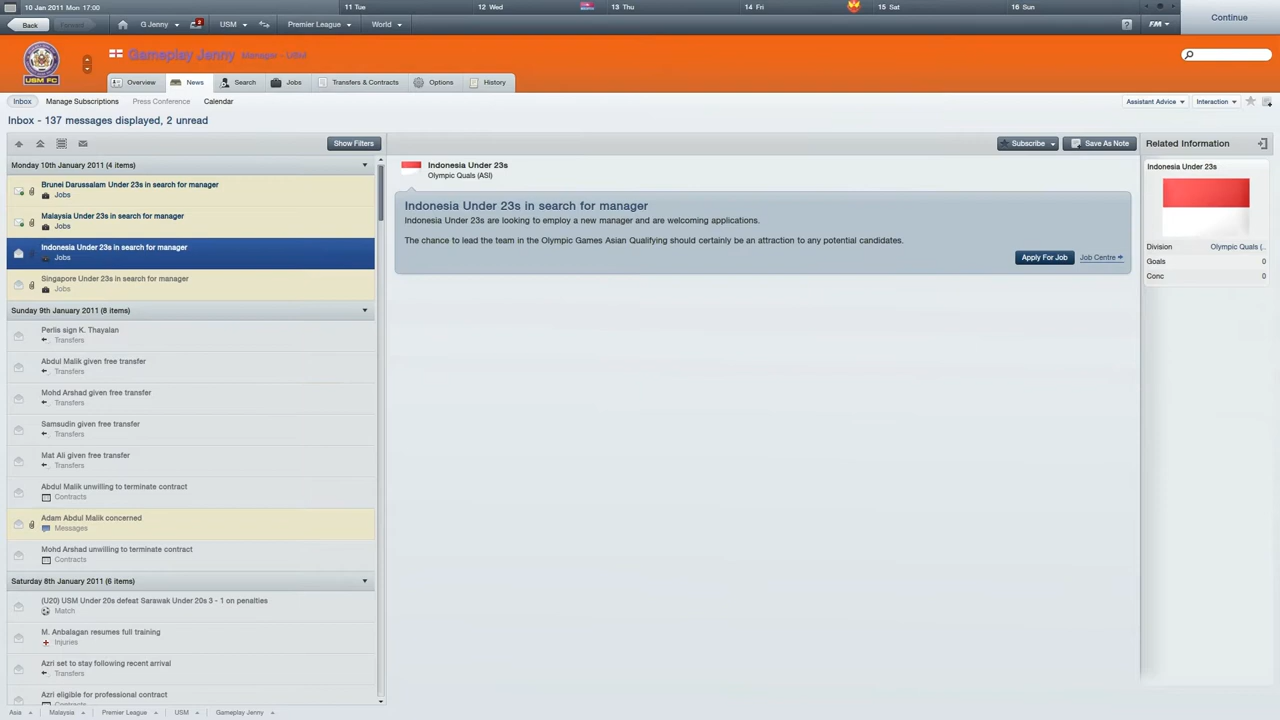 10 Jan 2011 Mon 17:00
11 Tue
12 Wed
13 Thu
14 Fri
15 Sat
16 Sun
Back
Forward
G Jenny
2
USM
Premier League
World
?
FM
Continue
USM FC
Gameplay Jenny
Manager - USM
Overview
News
Search
Jobs
Transfers & Contracts
Options
History
Inbox
Manage Subscriptions
Press Conference
Calendar
Assistant Advice
Interaction
Inbox - 137 messages displayed, 2 unread
Show Filters
Monday 10th January 2011 (4 items)
Brunei Darussalam Under 23s in search for manager
Jobs
Malaysia Under 23s in search for manager
Jobs
Indonesia Under 23s in search for manager
Jobs
Singapore Under 23s in search for manager
Jobs
Sunday 9th January 2011 (8 items)
Perlis sign K. Thayalan
Transfers
Abdul Malik given free transfer
Transfers
Mohd Arshad given free transfer
Transfers
Samsudin given free transfer
Transfers
Mat Ali given free transfer
Transfers
Abdul Malik unwilling to terminate contract
Contracts
Adam Abdul Malik concerned
Messages
Mohd Arshad unwilling to terminate contract
Contracts
Saturday 8th January 2011 (6 items)
(U20) USM Under 20s defeat Sarawak Under 20s 3 - 1 on penalties
Match
M. Anbalagan resumes full training
Injuries
Azri set to stay following recent arrival
Transfers
Azri eligible for professional contract
Contracts
Subscribe
Save As Note
Indonesia Under 23s
Olympic Quals (ASI)
Indonesia Under 23s in search for manager
Indonesia Under 23s are looking to employ a new manager and are welcoming applications.
The chance to lead the team in the Olympic Games Asian Qualifying should certainly be an attraction to any potential candidates.
Apply For Job
Job Centre
Related Information
Indonesia Under 23s
Division Olympic Quals (..
Goals 0
Conc 0
Asia
Malaysia
Premier League
USM
Gameplay Jenny